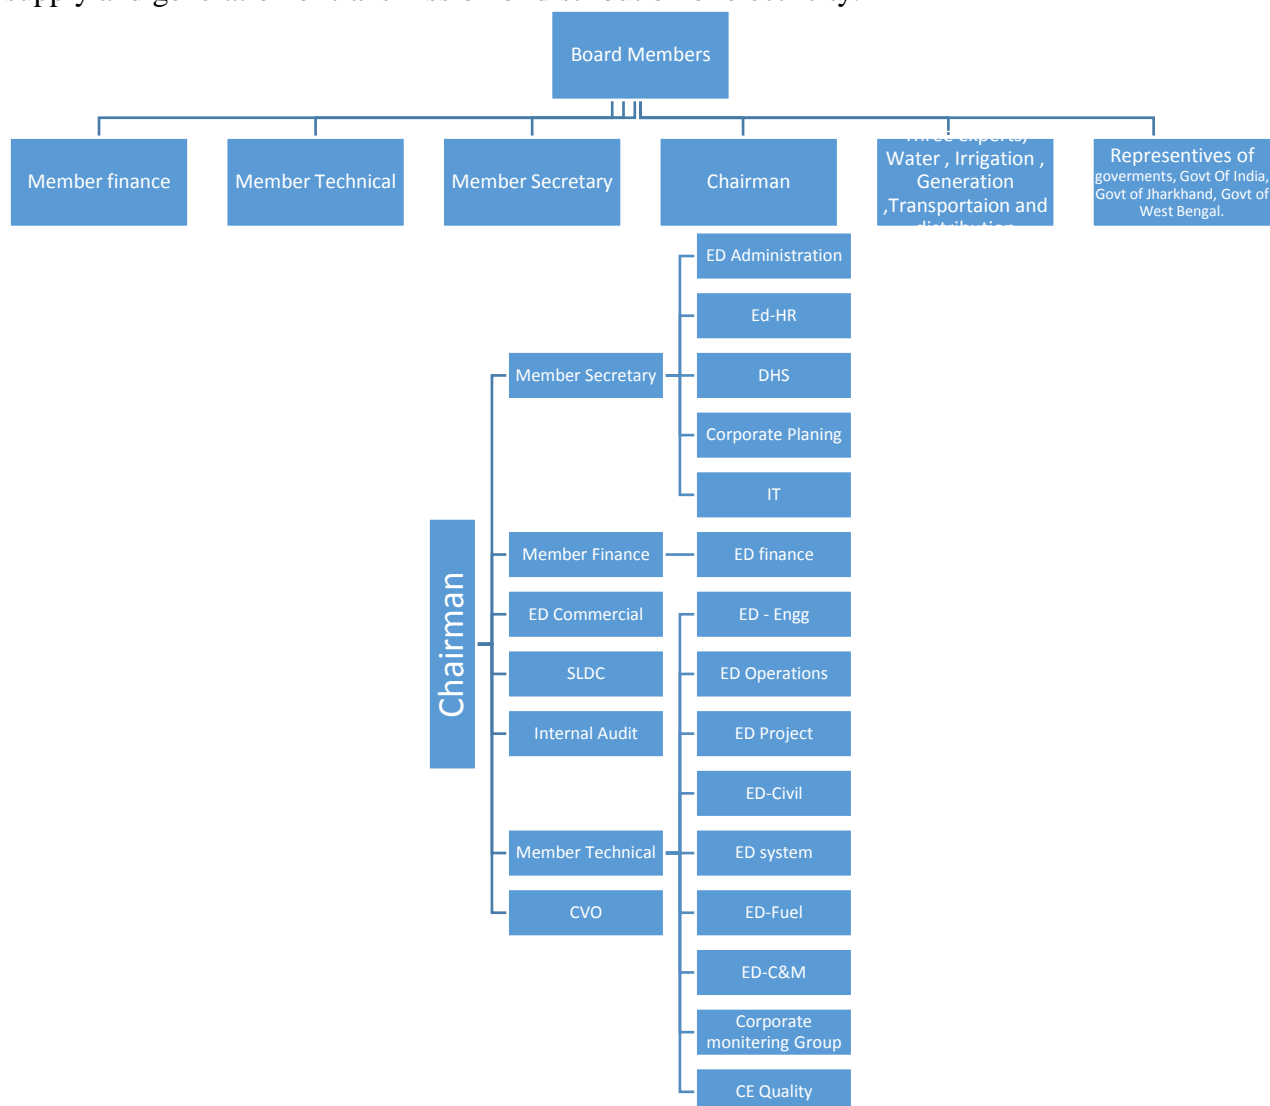 Board Members
Member finance
Member Technical
Member Secretary
Chairman
Three experts,
Water , Irrigation ,
Generation
,Transportaion and
distribution
Representives of
goverments, Govt Of India,
Govt of Jharkhand, Govt of
West Bengal.
Chairman
Member Secretary
ED Administration
Ed-HR
DHS
Corporate Planing
IT
Member Finance
ED finance
ED Commercial
SLDC
Internal Audit
Member Technical
ED - Engg
ED Operations
ED Project
ED-Civil
ED system
ED-Fuel
ED-C&M
Corporate
monitering Group
CE Quality
CVO